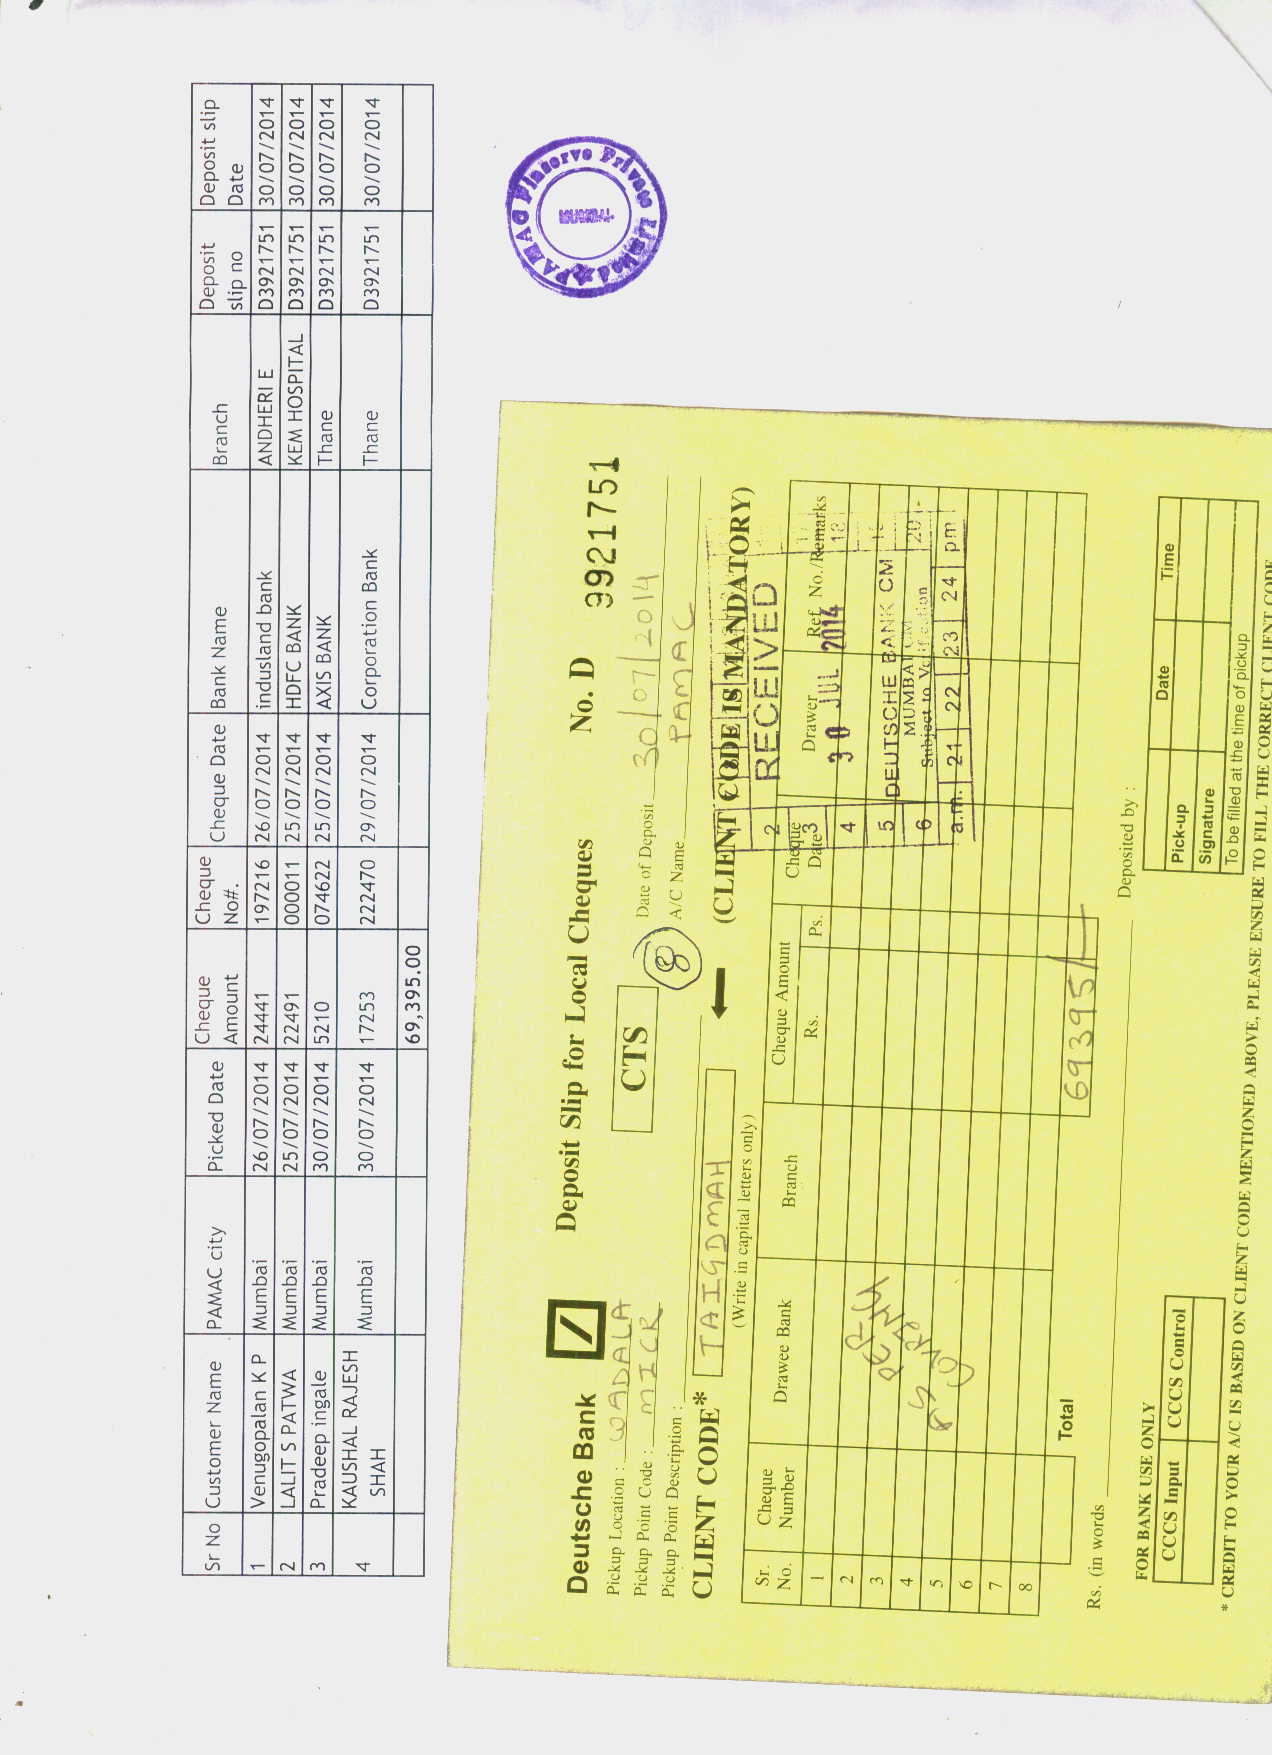 Sr No Customer Name PAMAC city Picked Date Cheque Amount Cheque No#. Cheque Date Bank Name Branch Deposit slip no Deposit slip Date
1 Venugopalan K P Mumbai 26/07/2014 24441 197216 26/07/2014 indusland bank ANDHERI E D3921751 30/07/2014
2 LALIT S PATWA Mumbai 25/07/2014 22491 000011 25/07/2014 HDFC BANK KEM HOSPITAL D3921751 30/07/2014
3 Pradeep ingale Mumbai 30/07/2014 5210 074622 25/07/2014 AXIS BANK Thane D3921751 30/07/2014
4 KAUSHAL RAJESH SHAH Mumbai 30/07/2014 17253 222470 29/07/2014 Corporation Bank Thane D3921751 30/07/2014
69,395.00
PAMAC Finserve Private Limited
MUMBAI
Deutsche Bank Deposit Slip for Local Cheques No. D 9921751
Pickup Location : WADALA CTS Date of Deposit 30/07/2014
Pickup Point Code : MICR 8 A/C Name PAMAC
Pickup Point Description :
CLIENT CODE* TAIGDMAH (CLIENT CODE IS MANDATORY)
(Write in capital letters only)
Sr. No. Cheque Number Drawee Bank Branch Cheque Amount Rs. Ps. Cheque Date Drawer Ref. No./Remarks
1
2
3
4
5
6
7
8
RECEIVED
30 JUL 2014
DEUTSCHE BANK CM
MUMBAI
Subject to Verification
2
3
4
5
6
a.m. 21 22 23 24 pm
Total 69395/-
Rs. (in words Deposited by :
FOR BANK USE ONLY
CCCS Input CCCS Control
Pick-up Date Time
Signature
To be filled at the time of pickup
* CREDIT TO YOUR A/C IS BASED ON CLIENT CODE MENTIONED ABOVE, PLEASE ENSURE TO FILL THE CORRECT CLIENT CODE